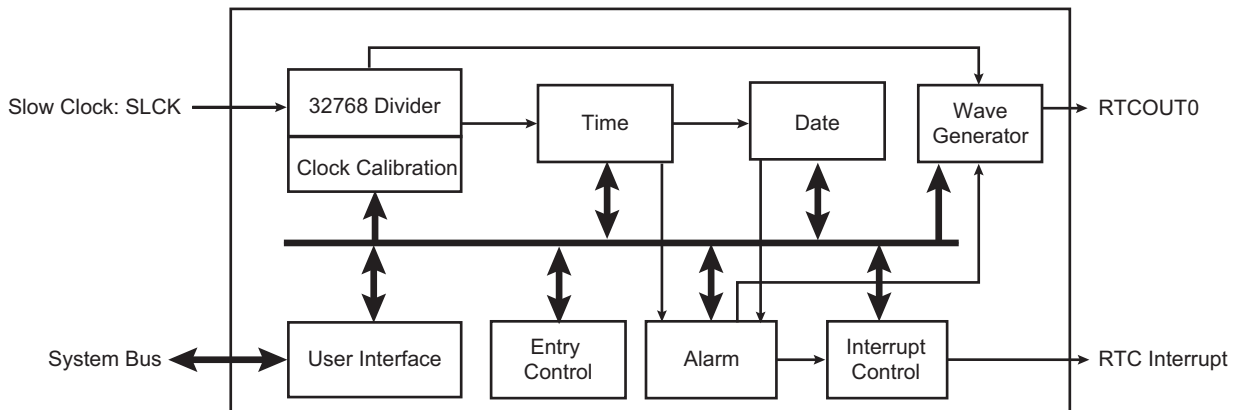 Slow Clock: SLCK
32768 Divider
Clock Calibration
Time
Date
Wave
Generator
RTCOUT0
System Bus
User Interface
Entry
Control
Alarm
Interrupt
Control
RTC Interrupt